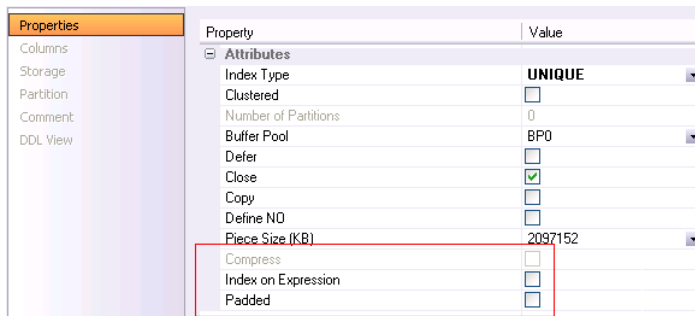 Properties
Columns
Storage
Partition
Comment
DDL View
Property Value
Attributes
Index Type UNIQUE
Clustered
Number of Partitions 0
Buffer Pool BP0
Defer
Close
Copy
Define NO
Piece Size (KB) 2097152
Compress
Index on Expression
Padded